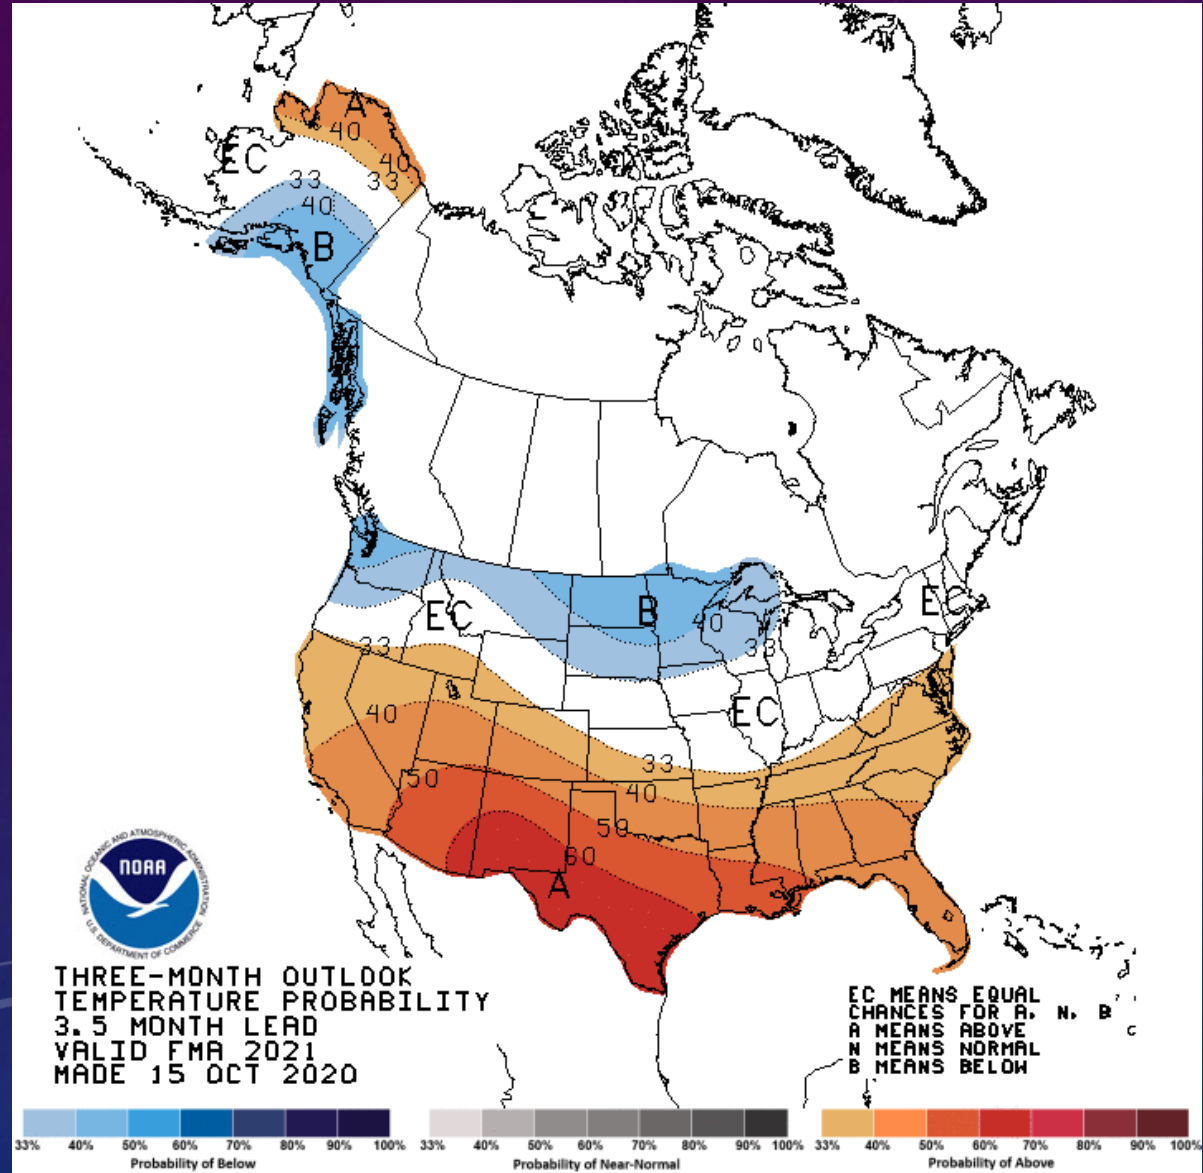 A
40
EC
40
33
33
40
B
EC
B
40
33
33
EC
EC
40
33
50
40
50
60
A
NATIONAL OCEANIC AND ATMOSPHERIC ADMINISTRATION
NOAA
U.S. DEPARTMENT OF COMMERCE
THREE-MONTH OUTLOOK
TEMPERATURE PROBABILITY
3.5 MONTH LEAD
VALID FMA 2021
MADE 15 OCT 2020
EC MEANS EQUAL
CHANCES FOR A, N, B
A MEANS ABOVE
N MEANS NORMAL
B MEANS BELOW
33% 40% 50% 60% 70% 80% 90% 100%
Probability of Below
33% 40% 50% 60% 70% 80% 90% 100%
Probability of Near-Normal
33% 40% 50% 60% 70% 80% 90% 100%
Probability of Above